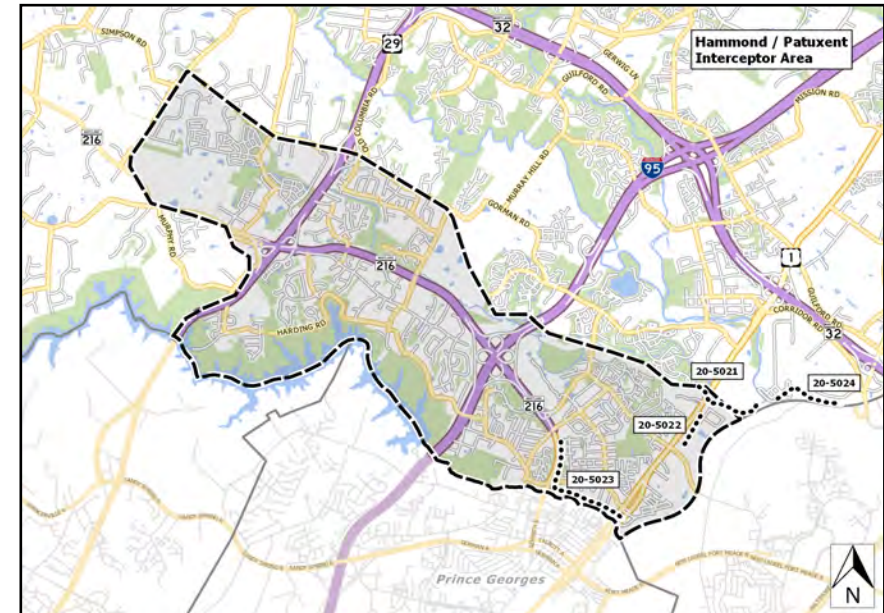 Hammond / Patuxent
Interceptor Area
SIMPSON RD
29
32
GERWIG LN
GUILFORD RD
MISSION RD
OLD COLUMBIA RD
216
95
MURRAY HILL RD
GORMAN RD
MURPHY RD
216
1
GUILFORD RD
CORRIDOR RD
32
HARDING RD
20-5021
20-5024
216
20-5022
20-5023
Prince Georges
N